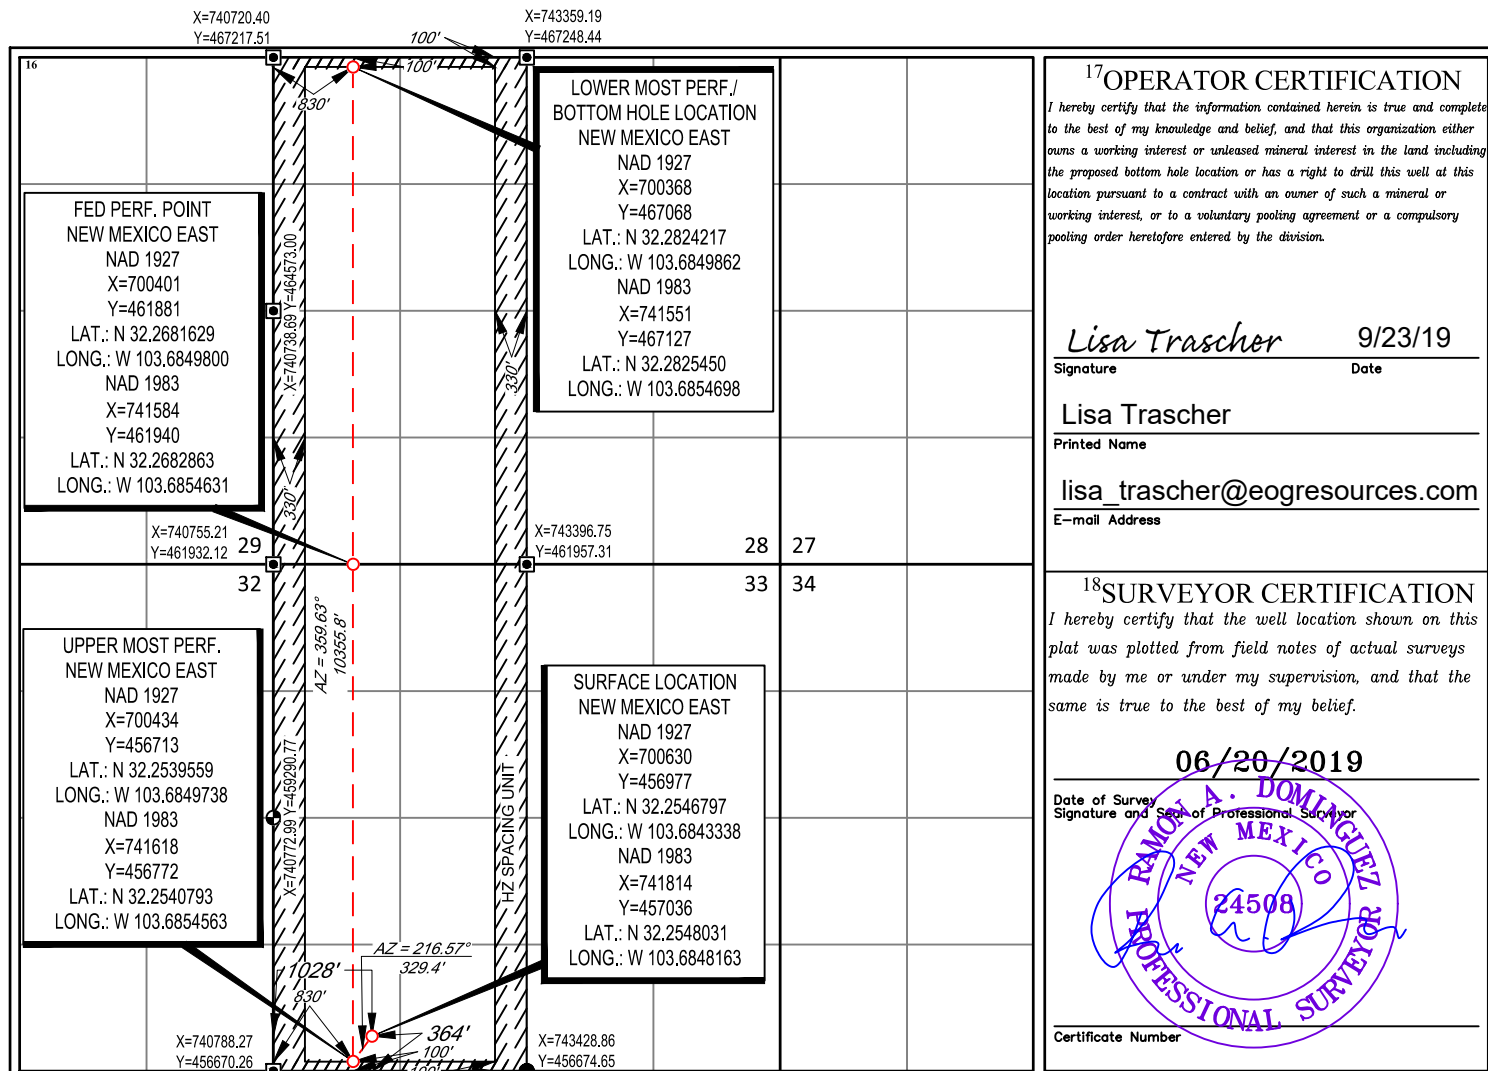 X=740720.40
Y=467217.51
X=743359.19
Y=467248.44
100'
100'
16
830'
LOWER MOST PERF./
BOTTOM HOLE LOCATION
NEW MEXICO EAST
NAD 1927
X=700368
Y=467068
LAT.: N 32.2824217
LONG.: W 103.6849862
NAD 1983
X=741551
Y=467127
LAT.: N 32.2825450
LONG.: W 103.6854698
FED PERF. POINT
NEW MEXICO EAST
NAD 1927
X=700401
Y=461881
LAT.: N 32.2681629
LONG.: W 103.6849800
NAD 1983
X=741584
Y=461940
LAT.: N 32.2682863
LONG.: W 103.6854631
X=740738.69 Y=464573.00
330'
330'
X=740755.21
Y=461932.12
29
X=743396.75
Y=461957.31
28
27
32
33
34
AZ = 359.63°
10355.8'
UPPER MOST PERF.
NEW MEXICO EAST
NAD 1927
X=700434
Y=456713
LAT.: N 32.2539559
LONG.: W 103.6849738
NAD 1983
X=741618
Y=456772
LAT.: N 32.2540793
LONG.: W 103.6854563
X=740772.99 Y=459290.77
HZ SPACING UNIT
SURFACE LOCATION
NEW MEXICO EAST
NAD 1927
X=700630
Y=456977
LAT.: N 32.2546797
LONG.: W 103.6843338
NAD 1983
X=741814
Y=457036
LAT.: N 32.2548031
LONG.: W 103.6848163
AZ = 216.57°
329.4'
1028'
830'
364'
100'
100'
X=740788.27
Y=456670.26
X=743428.86
Y=456674.65
17OPERATOR CERTIFICATION
I hereby certify that the information contained herein is true and complete
to the best of my knowledge and belief, and that this organization either
owns a working interest or unleased mineral interest in the land including
the proposed bottom hole location or has a right to drill this well at this
location pursuant to a contract with an owner of such a mineral or
working interest, or to a voluntary pooling agreement or a compulsory
pooling order heretofore entered by the division.
Lisa Trascher 9/23/19
Signature Date
Lisa Trascher
Printed Name
lisa_trascher@eogresources.com
E-mail Address
18SURVEYOR CERTIFICATION
I hereby certify that the well location shown on this
plat was plotted from field notes of actual surveys
made by me or under my supervision, and that the
same is true to the best of my belief.
06/20/2019
Date of Survey
Signature and Seal of Professional Surveyor
RAMON A. DOMINGUEZ
NEW MEXICO
24508
PROFESSIONAL SURVEYOR
Certificate Number